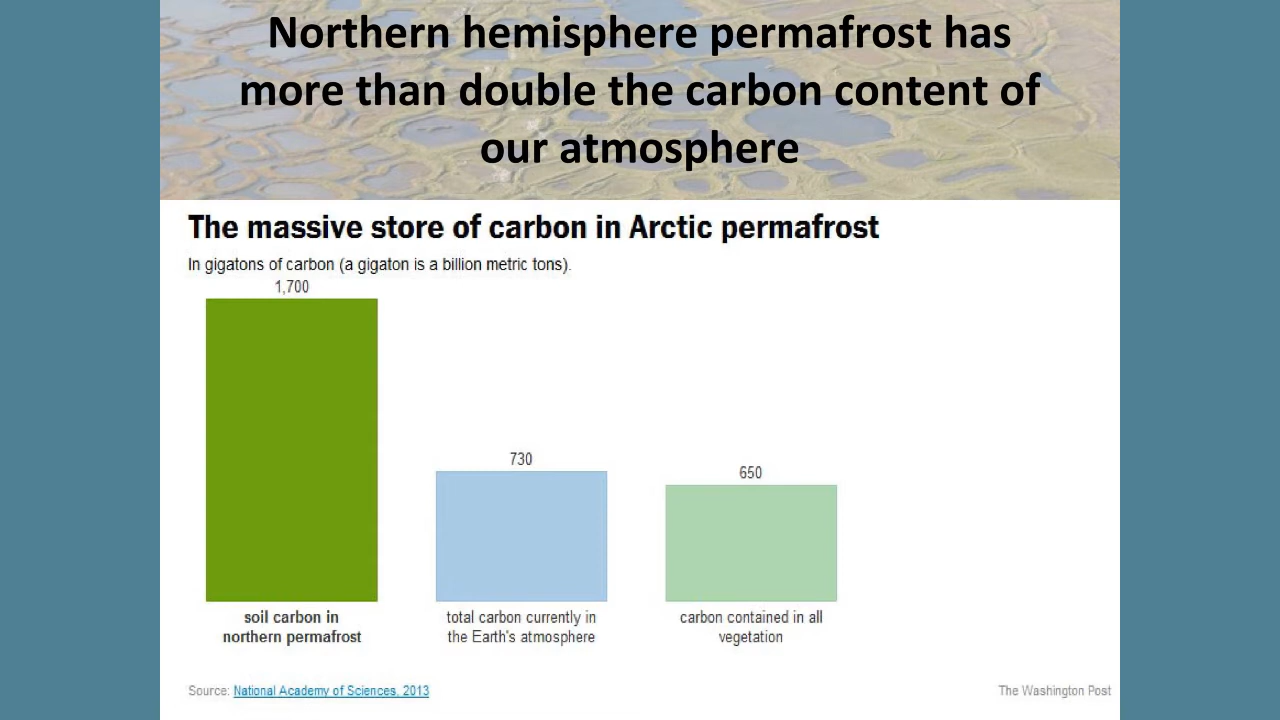 Northern hemisphere permafrost has
more than double the carbon content of
our atmosphere
The massive store of carbon in Arctic permafrost
In gigatons of carbon (a gigaton is a billion metric tons).
1,700
730
650
soil carbon in
northern permafrost
total carbon currently in
the Earth's atmosphere
carbon contained in all
vegetation
Source: National Academy of Sciences, 2013
The Washington Post